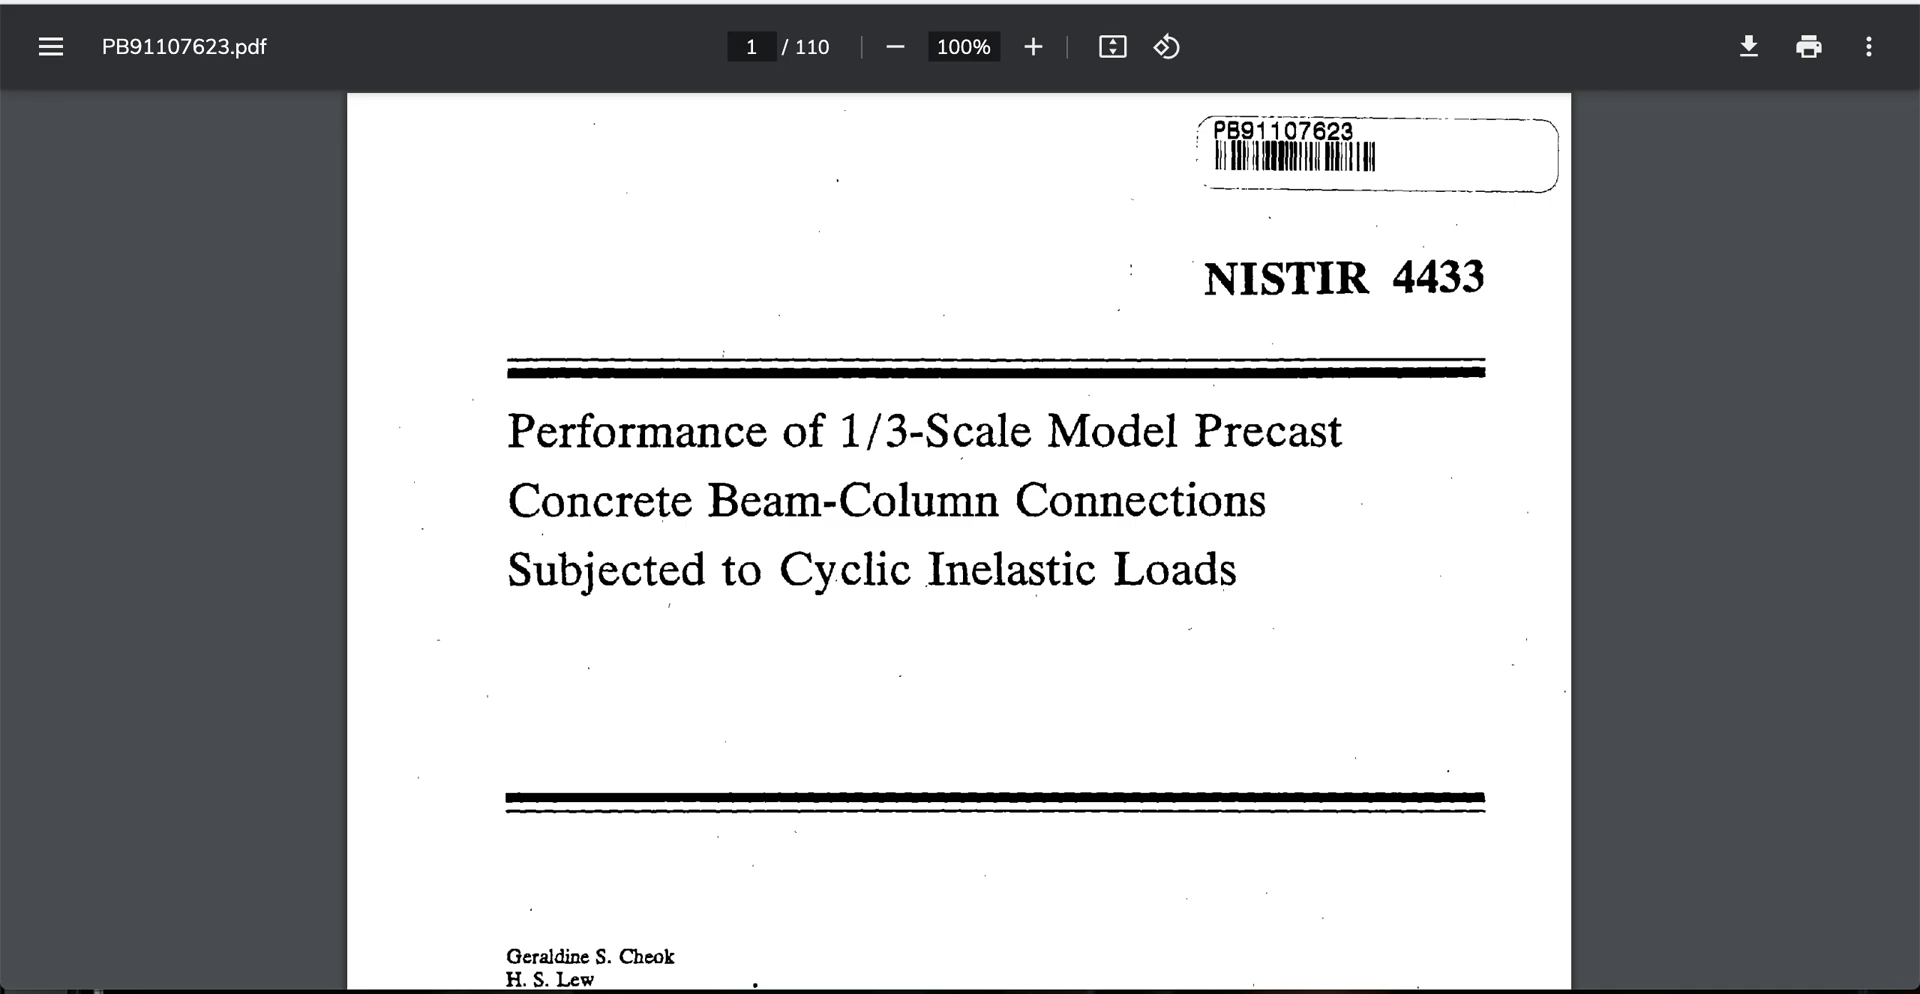 PB91107623.pdf
1 / 110
100%
PB91107623
NISTIR 4433
Performance of 1/3-Scale Model Precast
Concrete Beam-Column Connections
Subjected to Cyclic Inelastic Loads
Geraldine S. Cheok
H. S. Lew